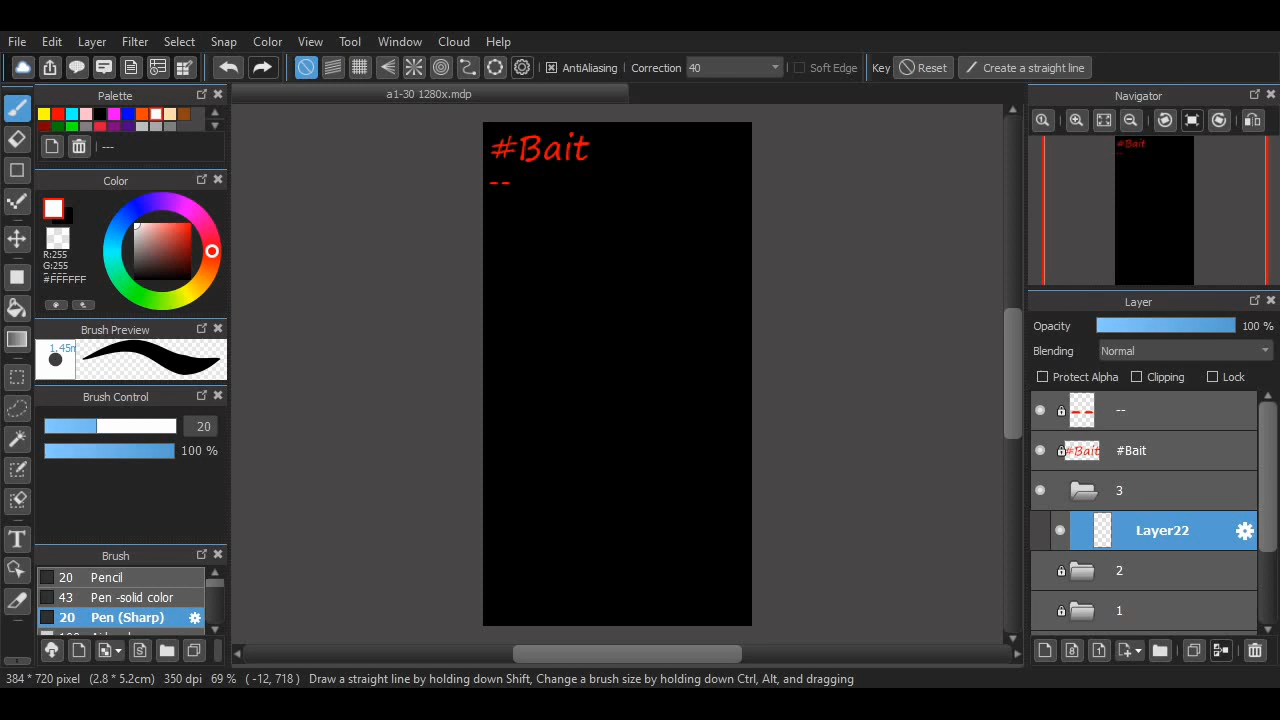 File Edit Layer Filter Select Snap Color View Tool Window Cloud Help
AntiAliasing Correction 40 Soft Edge Key Reset Create a straight line
Palette
a1-30 1280x.mdp
Navigator
---
Color
R:255
G:255
#FFFFFF
Brush Preview
1.45m
Brush Control
20
100 %
Brush
20 Pencil
43 Pen -solid color
20 Pen (Sharp)
#Bait
--
#Bait
--
Layer
Opacity 100 %
Blending Normal
Protect Alpha Clipping Lock
--
#Bait #Bait
3
Layer22
2
1
384 * 720 pixel (2.8 * 5.2cm) 350 dpi 69 % ( -12, 718 ) Draw a straight line by holding down Shift, Change a brush size by holding down Ctrl, Alt, and dragging